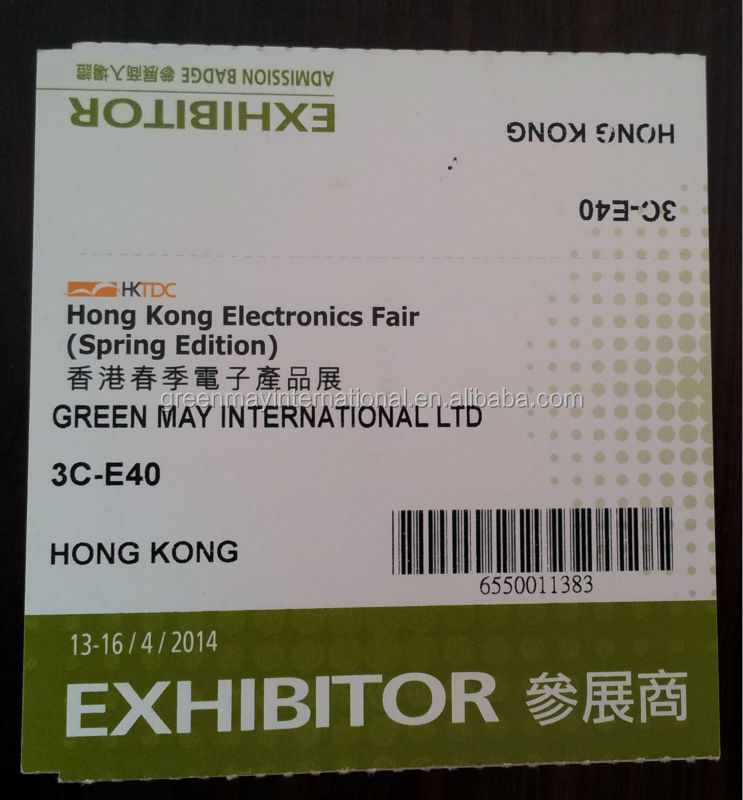 ADMISSION BADGE 參展商入場證
EXHIBITOR
HONG KONG
3C-E40
HKTDC
Hong Kong Electronics Fair
(Spring Edition)
香港春季電子產品展
greenmayinternational.en.alibaba.com
GREEN MAY INTERNATIONAL LTD
3C-E40
HONG KONG
6550011383
13-16 / 4 / 2014
EXHIBITOR 參展商